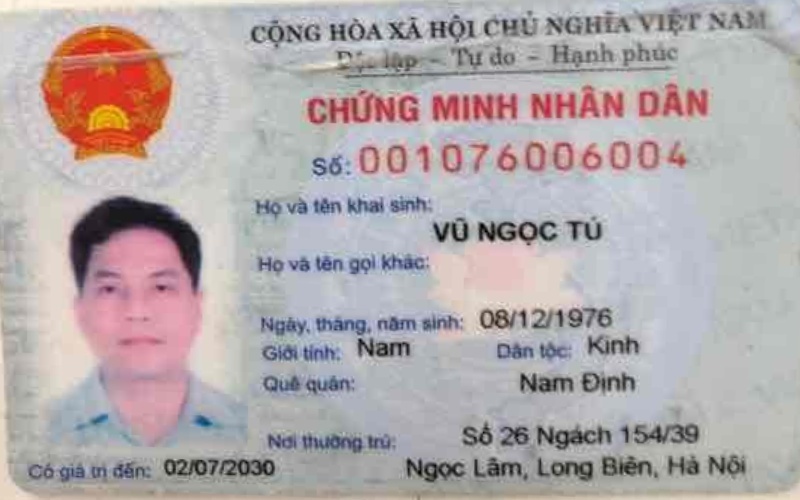 CỘNG HÒA XÃ HỘI CHỦ NGHĨA VIỆT NAM
Độc lập - Tự do - Hạnh phúc
CHỨNG MINH NHÂN DÂN
Số: 001076006004
Họ và tên khai sinh:
VŨ NGỌC TÚ
Họ và tên gọi khác:
Ngày, tháng, năm sinh: 08/12/1976
Giới tính: Nam Dân tộc: Kinh
Quê quán: Nam Định
Nơi thường trú: Số 26 Ngách 154/39
Có giá trị đến: 02/07/2030 Ngọc Lâm, Long Biên, Hà Nội